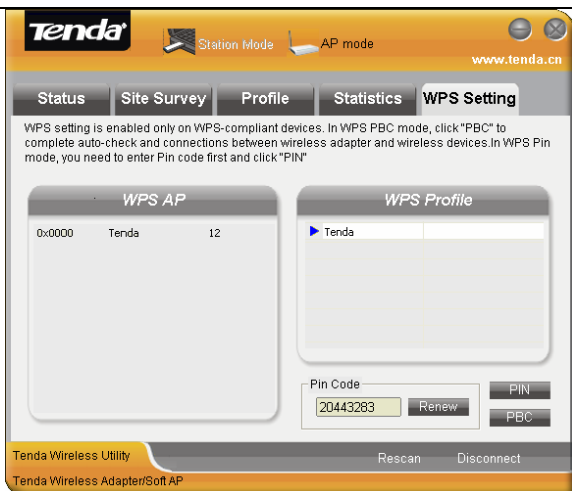 Tenda
Station Mode
AP mode
www.tenda.cn
Status
Site Survey
Profile
Statistics
WPS Setting
WPS setting is enabled only on WPS-compliant devices. In WPS PBC mode, click "PBC" to
complete auto-check and connections between wireless adapter and wireless devices.In WPS Pin
mode, you need to enter Pin code first and click "PIN"
WPS AP
0x0000 Tenda 12
WPS Profile
Tenda
Pin Code
20443283
Renew
PIN
PBC
Tenda Wireless Utility
Rescan
Disconnect
Tenda Wireless Adapter/Soft AP